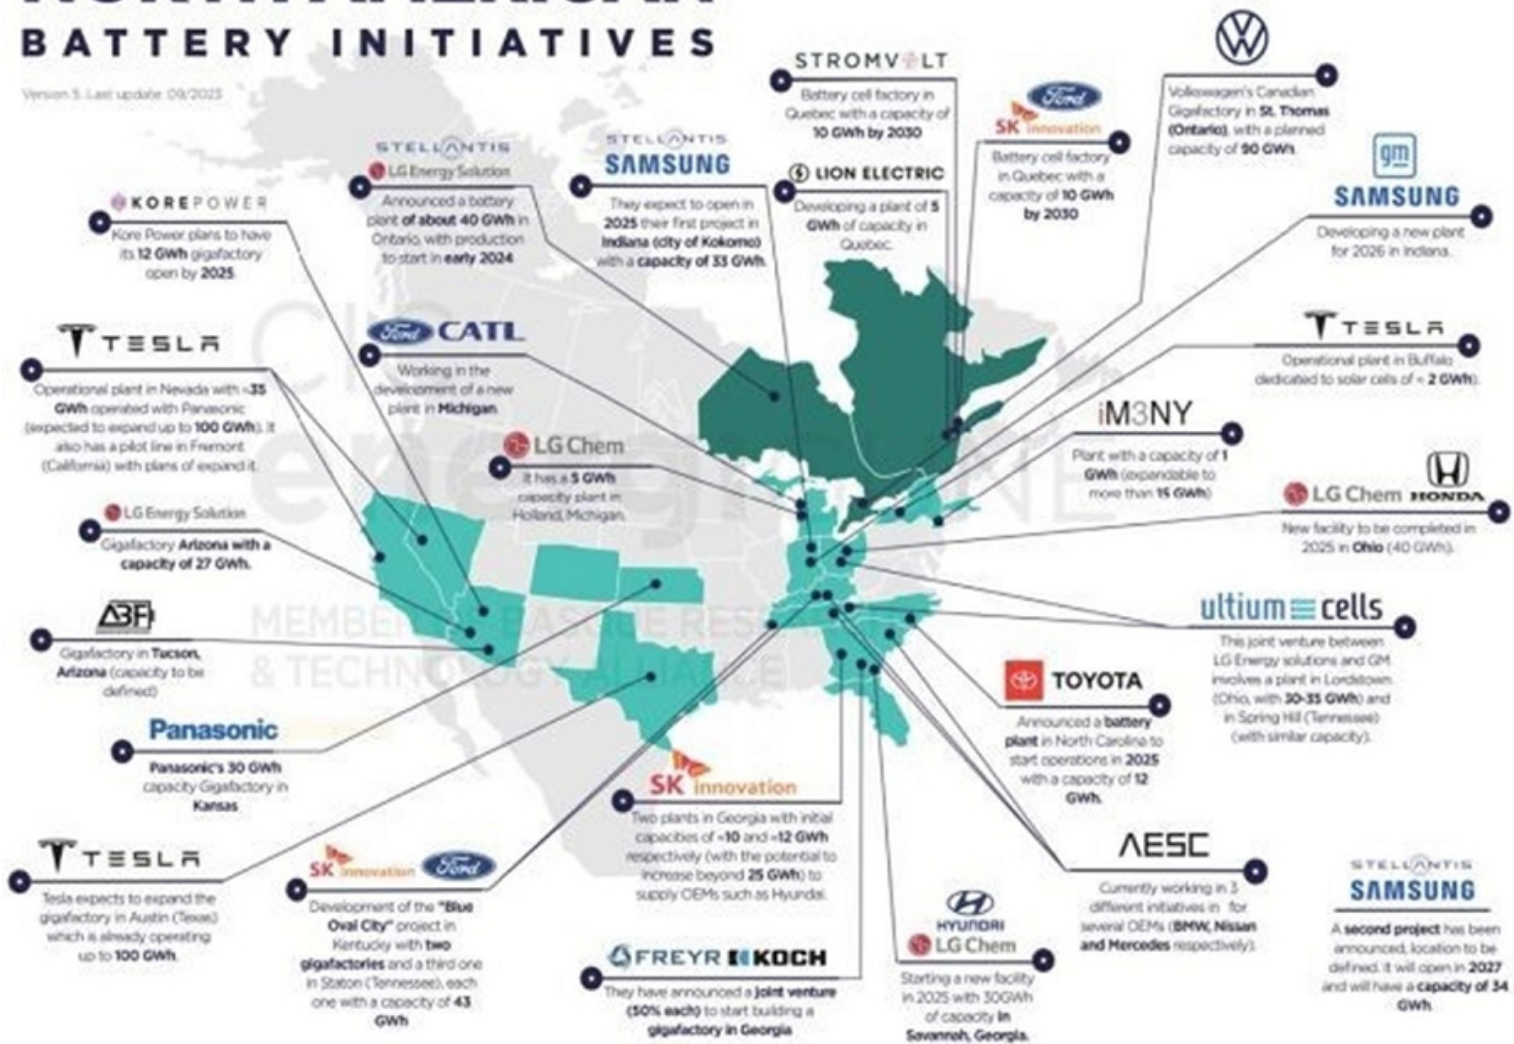 BATTERY INITIATIVES
Version 5. Last update: 09/2023
STROMVOLT
Battery cell factory in
Quebec with a capacity of
10 GWh by 2030
Ford
SK innovation
Battery cell factory
in Quebec with a
capacity of 10 GWh
by 2030
Volkswagen's Canadian
Gigafactory in St. Thomas
(Ontario), with a planned
capacity of 90 GWh.
STELLANTIS
LG Energy Solution
Announced a battery
plant of about 40 GWh in
Ontario, with production
to start in early 2024
STELLANTIS
SAMSUNG
They expect to open in
2025 their first project in
Indiana (city of Kokomo)
with a capacity of 33 GWh.
LION ELECTRIC
Developing a plant of 5
GWh of capacity in
Quebec.
gm
SAMSUNG
Developing a new plant
for 2026 in Indiana.
KOREPOWER
Kore Power plans to have
its 12 GWh gigafactory
open by 2025
TESLA
Operational plant in Nevada with ≈35
GWh operated with Panasonic
(expected to expand up to 100 GWh). It
also has a pilot line in Fremont
(California) with plans of expand it.
Ford CATL
Working in the
development of a new
plant in Michigan
TESLA
Operational plant in Buffalo
dedicated to solar cells of ≈ 2 GWh).
LG Chem
It has a 5 GWh
capacity plant in
Holland, Michigan.
iM3NY
Plant with a capacity of 1
GWh (expandable to
more than 15 GWh)
LG Chem HONDA
New facility to be completed in
2025 in Ohio (40 GWh).
LG Energy Solution
Gigafactory Arizona with a
capacity of 27 GWh.
ABF
Gigafactory in Tucson,
Arizona (capacity to be
defined)
ultium cells
This joint venture between
LG Energy solutions and GM
involves a plant in Lordstown
(Ohio, with 30-35 GWh) and
in Spring Hill (Tennessee)
(with similar capacity).
Panasonic
Panasonic's 30 GWh
capacity Gigafactory in
Kansas
TOYOTA
Announced a battery
plant in North Carolina to
start operations in 2025
with a capacity of 12
GWh.
TESLA
Tesla expects to expand the
gigafactory in Austin (Texas)
which is already operating
up to 100 GWh.
SK innovation Ford
Development of the "Blue
Oval City" project in
Kentucky with two
gigafactories and a third one
in Staton (Tennessee), each
one with a capacity of 43
GWh
SK innovation
Two plants in Georgia with initial
capacities of ≈10 and ≈12 GWh
respectively (with the potential to
increase beyond 25 GWh) to
supply OEMs such as Hyundai.
FREYR KOCH
They have announced a joint venture
(50% each) to start building a
gigafactory in Georgia
HYUNDAI
LG Chem
Starting a new facility
in 2025 with 30GWh
of capacity in
Savannah, Georgia.
AESC
Currently working in 3
different initiatives in for
several OEMs (BMW, Nissan
and Mercedes respectively).
STELLANTIS
SAMSUNG
A second project has been
announced, location to be
defined. It will open in 2027
and will have a capacity of 34
GWh.